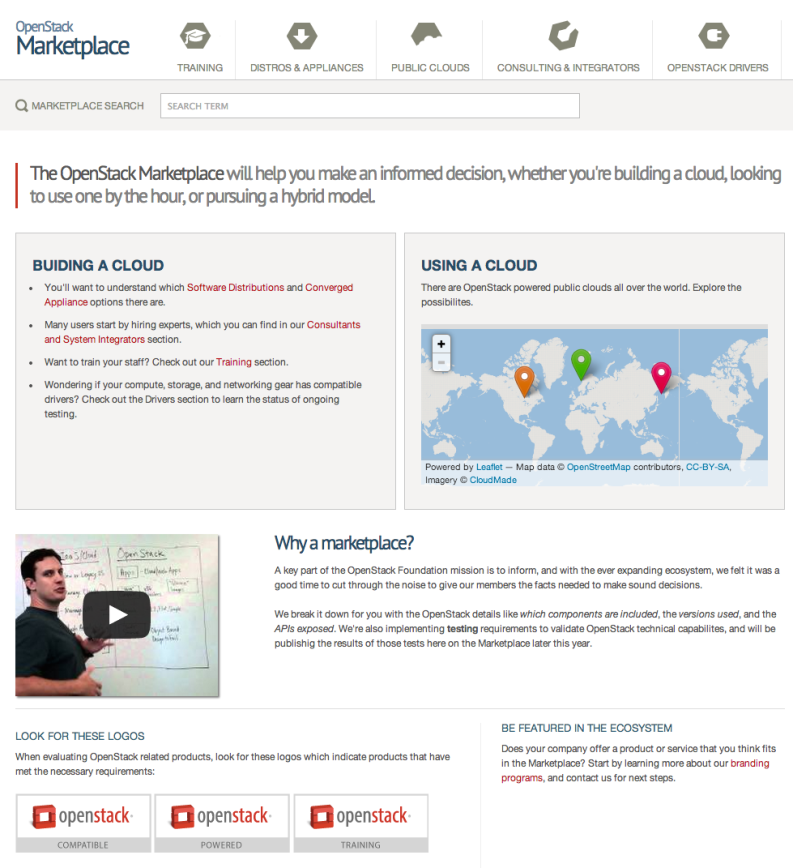 OpenStack
Marketplace
TRAINING
DISTROS & APPLIANCES
PUBLIC CLOUDS
CONSULTING & INTEGRATORS
OPENSTACK DRIVERS
MARKETPLACE SEARCH
SEARCH TERM
The OpenStack Marketplace will help you make an informed decision, whether you're building a cloud, looking
to use one by the hour, or pursuing a hybrid model.
BUIDING A CLOUD
• You'll want to understand which Software Distributions and Converged
Appliance options there are.
• Many users start by hiring experts, which you can find in our Consultants
and System Integrators section.
• Want to train your staff? Check out our Training section.
• Wondering if your compute, storage, and networking gear has compatible
drivers? Check out the Drivers section to learn the status of ongoing
testing.
USING A CLOUD
There are OpenStack powered public clouds all over the world. Explore the
possibilites.
+
−
Powered by Leaflet — Map data © OpenStreetMap contributors, CC-BY-SA,
Imagery © CloudMade
Open Stack
Apps
Why a marketplace?
A key part of the OpenStack Foundation mission is to inform, and with the ever expanding ecosystem, we felt it was a
good time to cut through the noise to give our members the facts needed to make sound decisions.
We break it down for you with the OpenStack details like which components are included, the versions used, and the
APIs exposed. We're also implementing testing requirements to validate OpenStack technical capabilites, and will be
publishig the results of those tests here on the Marketplace later this year.
LOOK FOR THESE LOGOS
When evaluating OpenStack related products, look for these logos which indicate products that have
met the necessary requirements:
openstack
COMPATIBLE
openstack
POWERED
openstack
TRAINING
BE FEATURED IN THE ECOSYSTEM
Does your company offer a product or service that you think fits
in the Marketplace? Start by learning more about our branding
programs, and contact us for next steps.